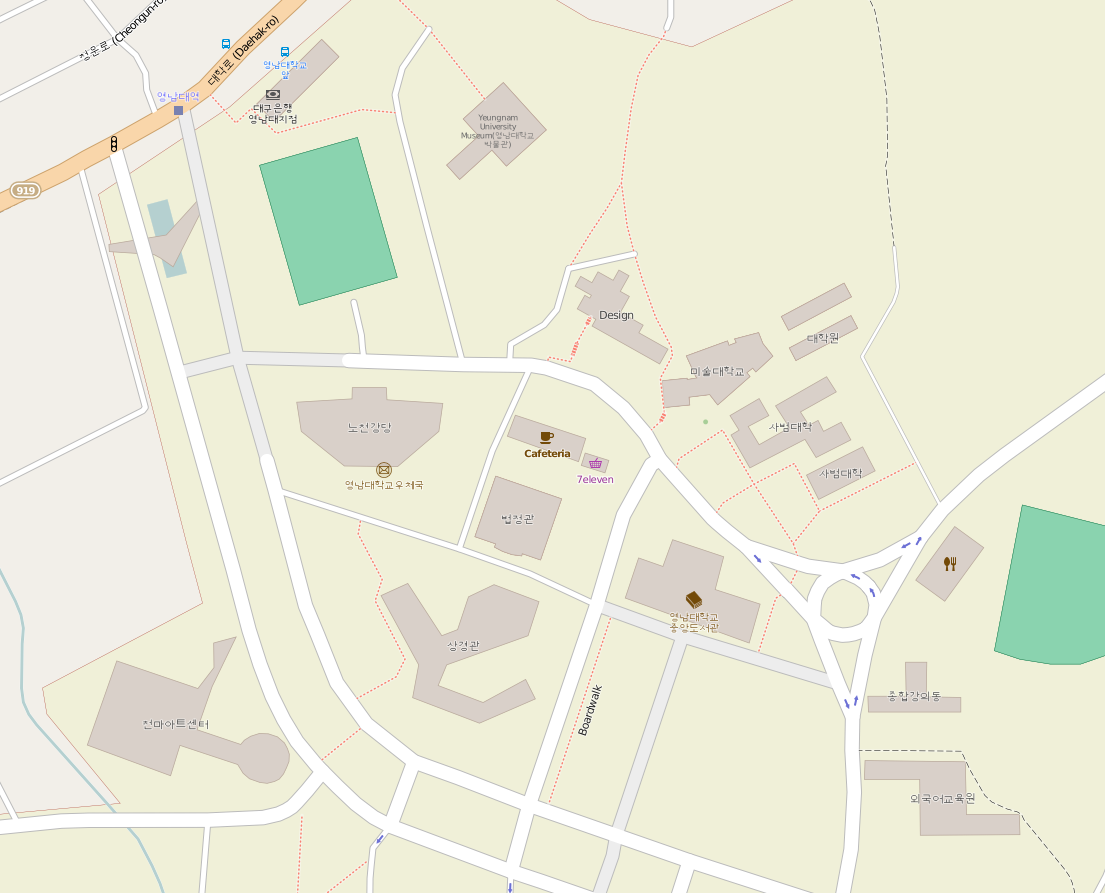 청운로 (Cheongun-ro)
대학로 (Daehak-ro)
영남대학교
앞
영남대역
대구은행
영남대지점
919
Yeungnam
University
Museum(영남대학교
박물관)
Design
대학원
미술대학교
노천강당
사범대학
Cafeteria
7eleven
사범대학
영남대학교우체국
법정관
영남대학교
중앙도서관
상경관
종합강의동
Boardwalk
천마아트센터
외국어교육원